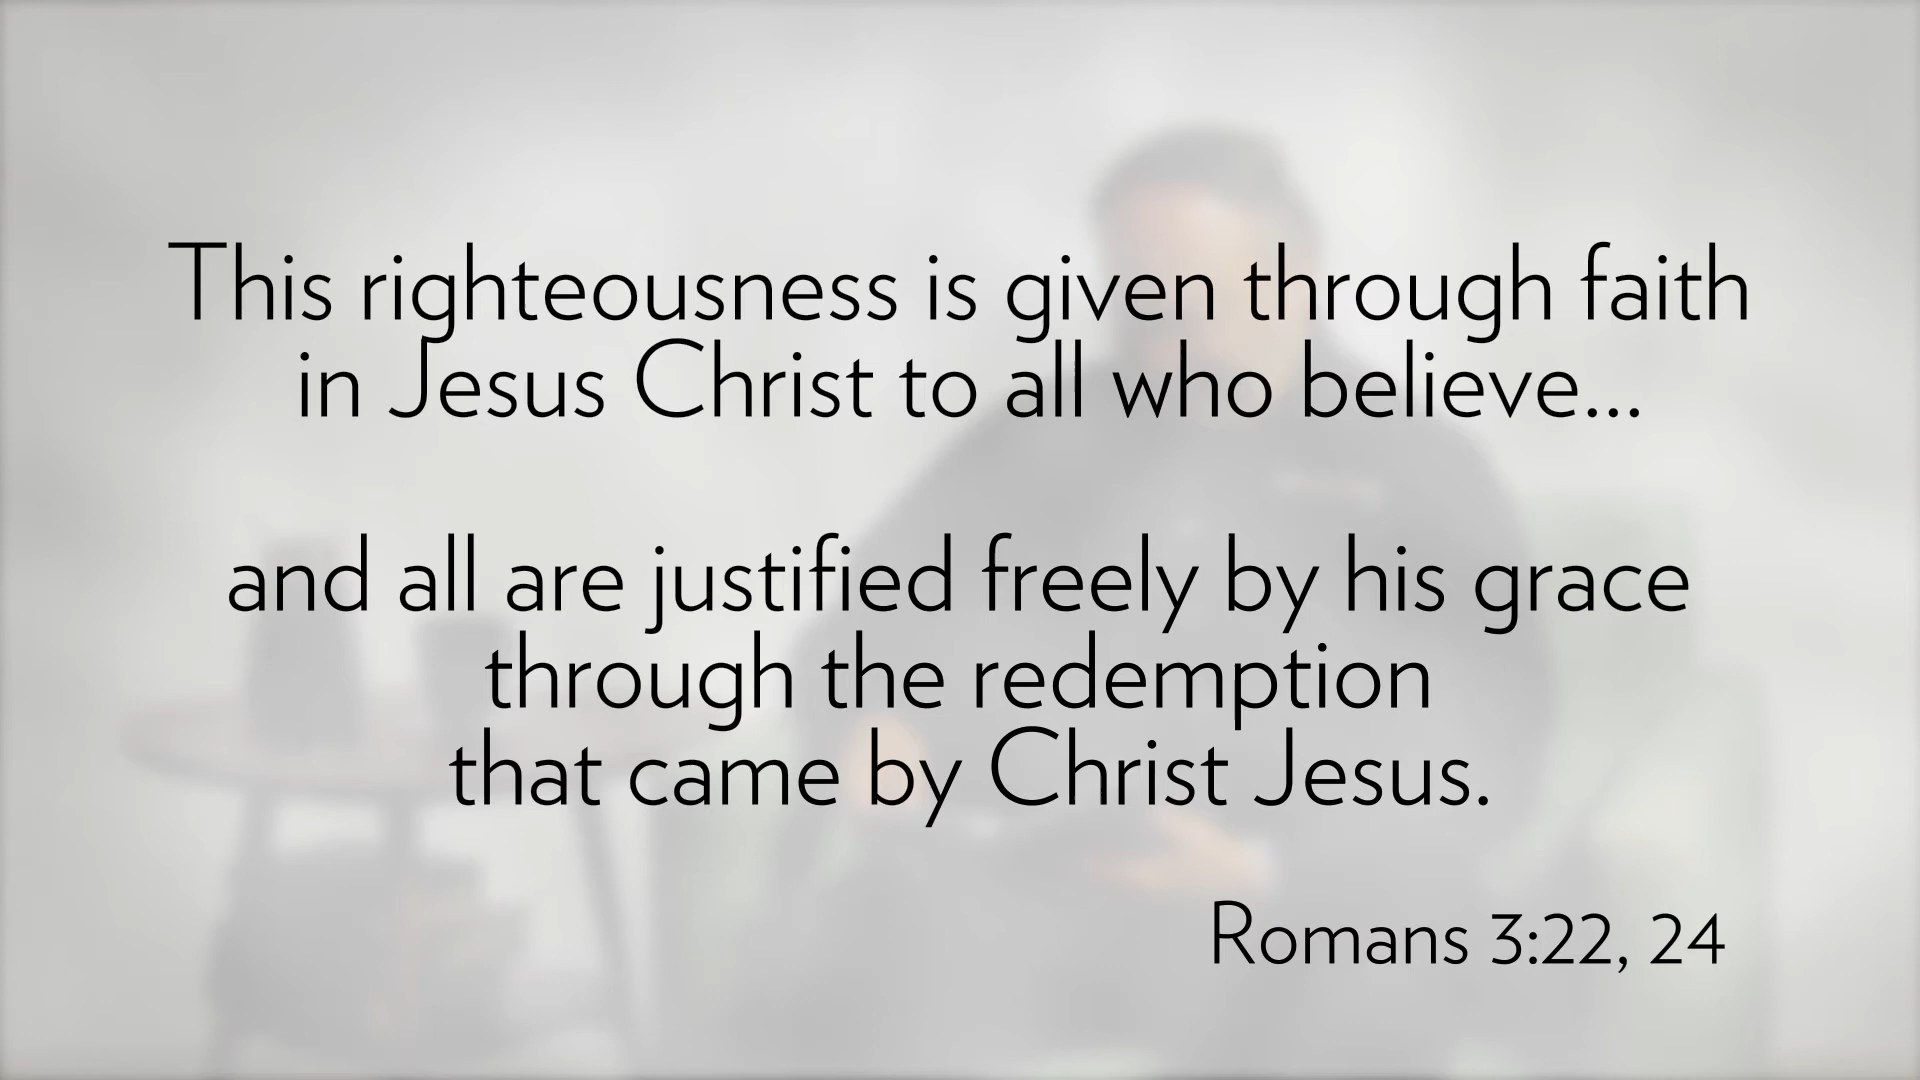 This righteousness is given through faith
in Jesus Christ to all who believe...
and all are justified freely by his grace
through the redemption
that came by Christ Jesus.
Romans 3:22, 24